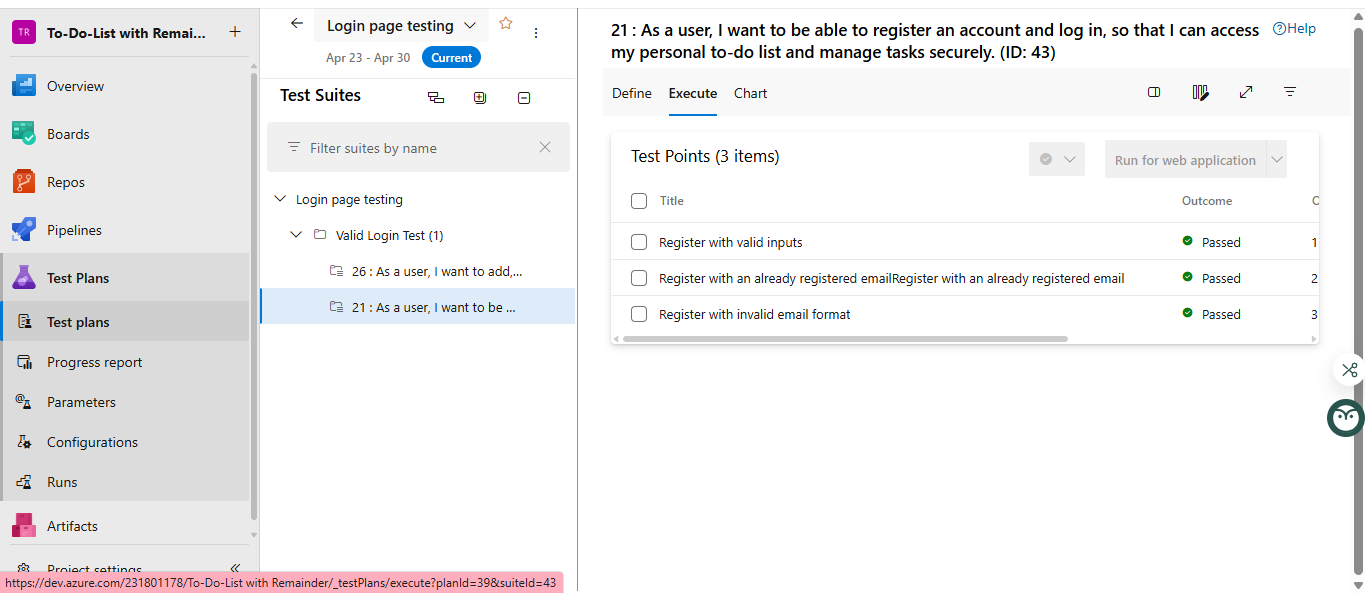 TR To-Do-List with Remai... +
Overview
Boards
Repos
Pipelines
Test Plans
Test plans
Progress report
Parameters
Configurations
Runs
Artifacts
Project settings
https://dev.azure.com/231801178/To-Do-List with Remainder/_testPlans/execute?planId=39&suiteId=43
Login page testing
Apr 23 - Apr 30 Current
Test Suites
Filter suites by name
Login page testing
Valid Login Test (1)
26 : As a user, I want to add,...
21 : As a user, I want to be ...
21 : As a user, I want to be able to register an account and log in, so that I can access
my personal to-do list and manage tasks securely. (ID: 43)
Help
Define Execute Chart
Test Points (3 items)
Run for web application
Title Outcome
Register with valid inputs Passed 1
Register with an already registered emailRegister with an already registered email Passed 2
Register with invalid email format Passed 3